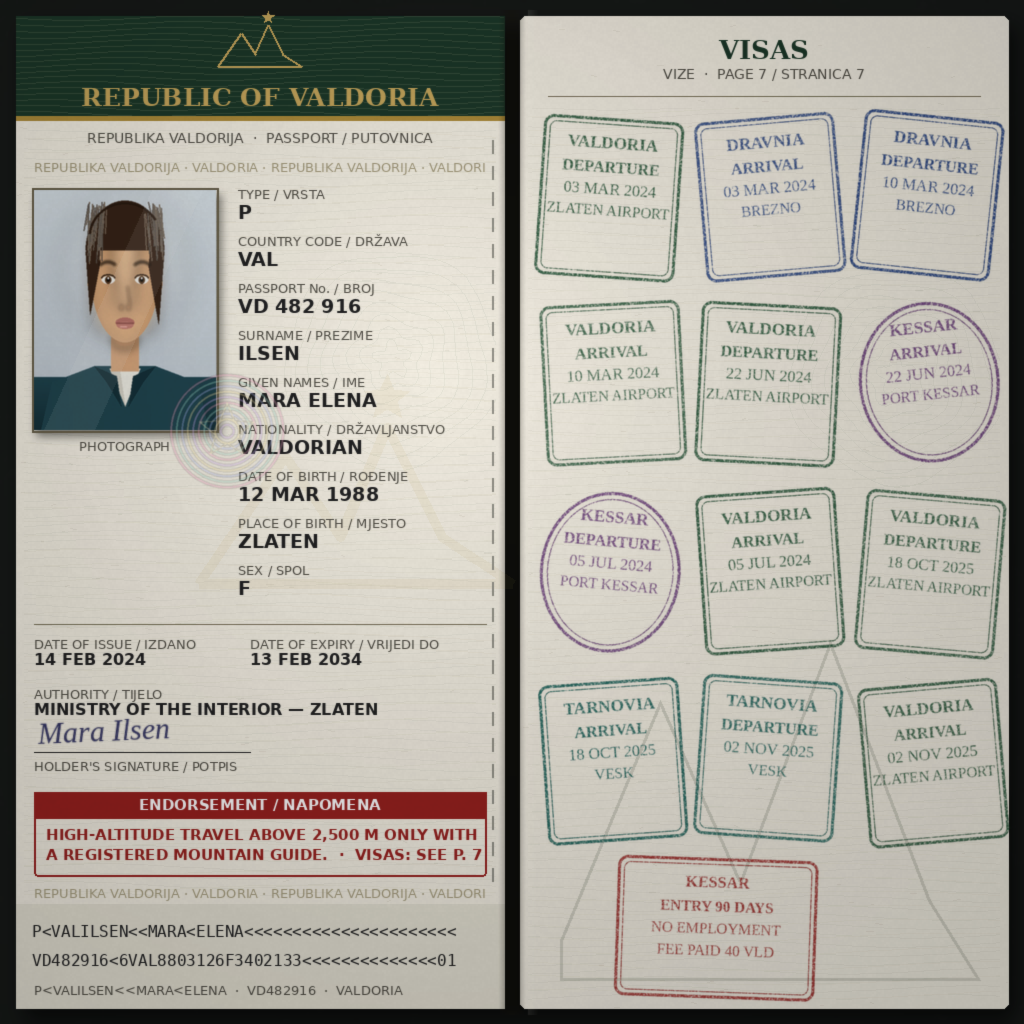 REPUBLIC OF VALDORIA
REPUBLIKA VALDORIJA · PASSPORT / PUTOVNICA
REPUBLIKA VALDORIJA · VALDORIA · REPUBLIKA VALDORIJA · VALDORI
TYPE / VRSTA
P
COUNTRY CODE / DRŽAVA
VAL
PASSPORT No. / BROJ
VD 482 916
SURNAME / PREZIME
ILSEN
GIVEN NAMES / IME
MARA ELENA
NATIONALITY / DRŽAVLJANSTVO
VALDORIAN
DATE OF BIRTH / ROĐENJE
12 MAR 1988
PLACE OF BIRTH / MJESTO
ZLATEN
SEX / SPOL
F
PHOTOGRAPH
DATE OF ISSUE / IZDANO
14 FEB 2024
DATE OF EXPIRY / VRIJEDI DO
13 FEB 2034
AUTHORITY / TIJELO
MINISTRY OF THE INTERIOR — ZLATEN
Mara Ilsen
HOLDER'S SIGNATURE / POTPIS
ENDORSEMENT / NAPOMENA
HIGH-ALTITUDE TRAVEL ABOVE 2,500 M ONLY WITH
A REGISTERED MOUNTAIN GUIDE. · VISAS: SEE P. 7
REPUBLIKA VALDORIJA · VALDORIA · REPUBLIKA VALDORIJA · VALDORI
P<VALILSEN<<MARA<ELENA<<<<<<<<<<<<<<<<<<<<<<
VD482916<6VAL8803126F3402133<<<<<<<<<<<<<<01
P<VALILSEN<<MARA<ELENA · VD482916 · VALDORIA
VISAS
VIZE · PAGE 7 / STRANICA 7
VALDORIA
DEPARTURE
03 MAR 2024
ZLATEN AIRPORT
DRAVNIA
ARRIVAL
03 MAR 2024
BREZNO
DRAVNIA
DEPARTURE
10 MAR 2024
BREZNO
VALDORIA
ARRIVAL
10 MAR 2024
ZLATEN AIRPORT
VALDORIA
DEPARTURE
22 JUN 2024
ZLATEN AIRPORT
KESSAR
ARRIVAL
22 JUN 2024
PORT KESSAR
KESSAR
DEPARTURE
05 JUL 2024
PORT KESSAR
VALDORIA
ARRIVAL
05 JUL 2024
ZLATEN AIRPORT
VALDORIA
DEPARTURE
18 OCT 2025
ZLATEN AIRPORT
TARNOVIA
ARRIVAL
18 OCT 2025
VESK
TARNOVIA
DEPARTURE
02 NOV 2025
VESK
VALDORIA
ARRIVAL
02 NOV 2025
ZLATEN AIRPORT
KESSAR
ENTRY 90 DAYS
NO EMPLOYMENT
FEE PAID 40 VLD